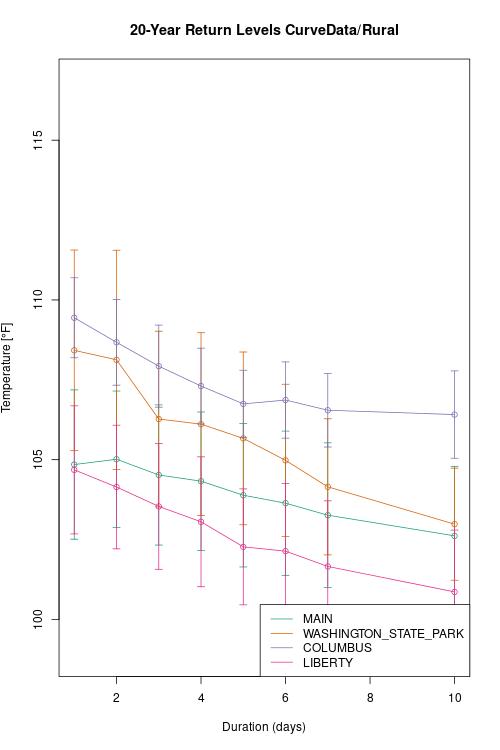 20-Year Return Levels CurveData/Rural
Temperature [°F]
115
110
105
100
MAIN
WASHINGTON_STATE_PARK
COLUMBUS
LIBERTY
2 4 6 8 10
Duration (days)